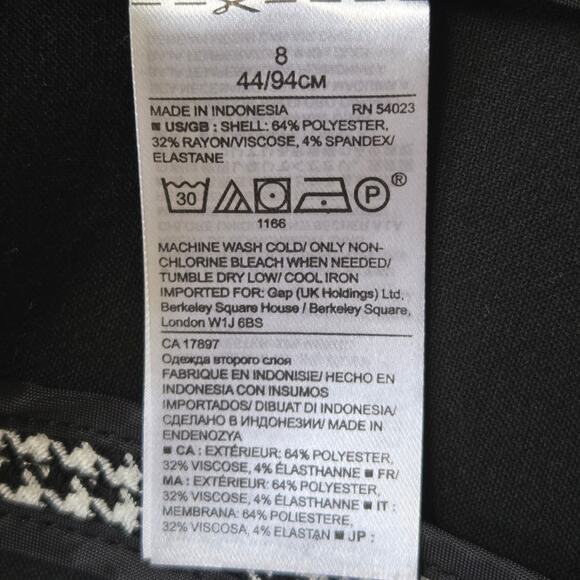 8
44/94CM
MADE IN INDONESIA RN 54023
■ US/GB : SHELL: 64% POLYESTER,
32% RAYON/VISCOSE, 4% SPANDEX/
ELASTANE
30 P ®
1166
MACHINE WASH COLD/ ONLY NON-
CHLORINE BLEACH WHEN NEEDED/
TUMBLE DRY LOW/ COOL IRON
IMPORTED FOR: Gap (UK Holdings) Ltd,
Berkeley Square House / Berkeley Square,
London W1J 6BS
CA 17897
Одежда второго слоя
FABRIQUE EN INDONISIE/ HECHO EN
INDONESIA CON INSUMOS
IMPORTADOS/ DIBUAT DI INDONESIA/
СДЕЛАНО В ИНДОНЕЗИИ/ MADE IN
ENDENOZYA
■ CA : EXTÉRIEUR: 64% POLYESTER,
32% VISCOSE, 4% ÉLASTHANNE ■ FR/
MA : EXTÉRIEUR: 64% POLYESTER,
32% VISCOSE, 4% ÉLASTHANNE ■ IT :
MEMBRANA: 64% POLIESTERE,
32% VISCOSA, 4% ELASTAN ■ JP :